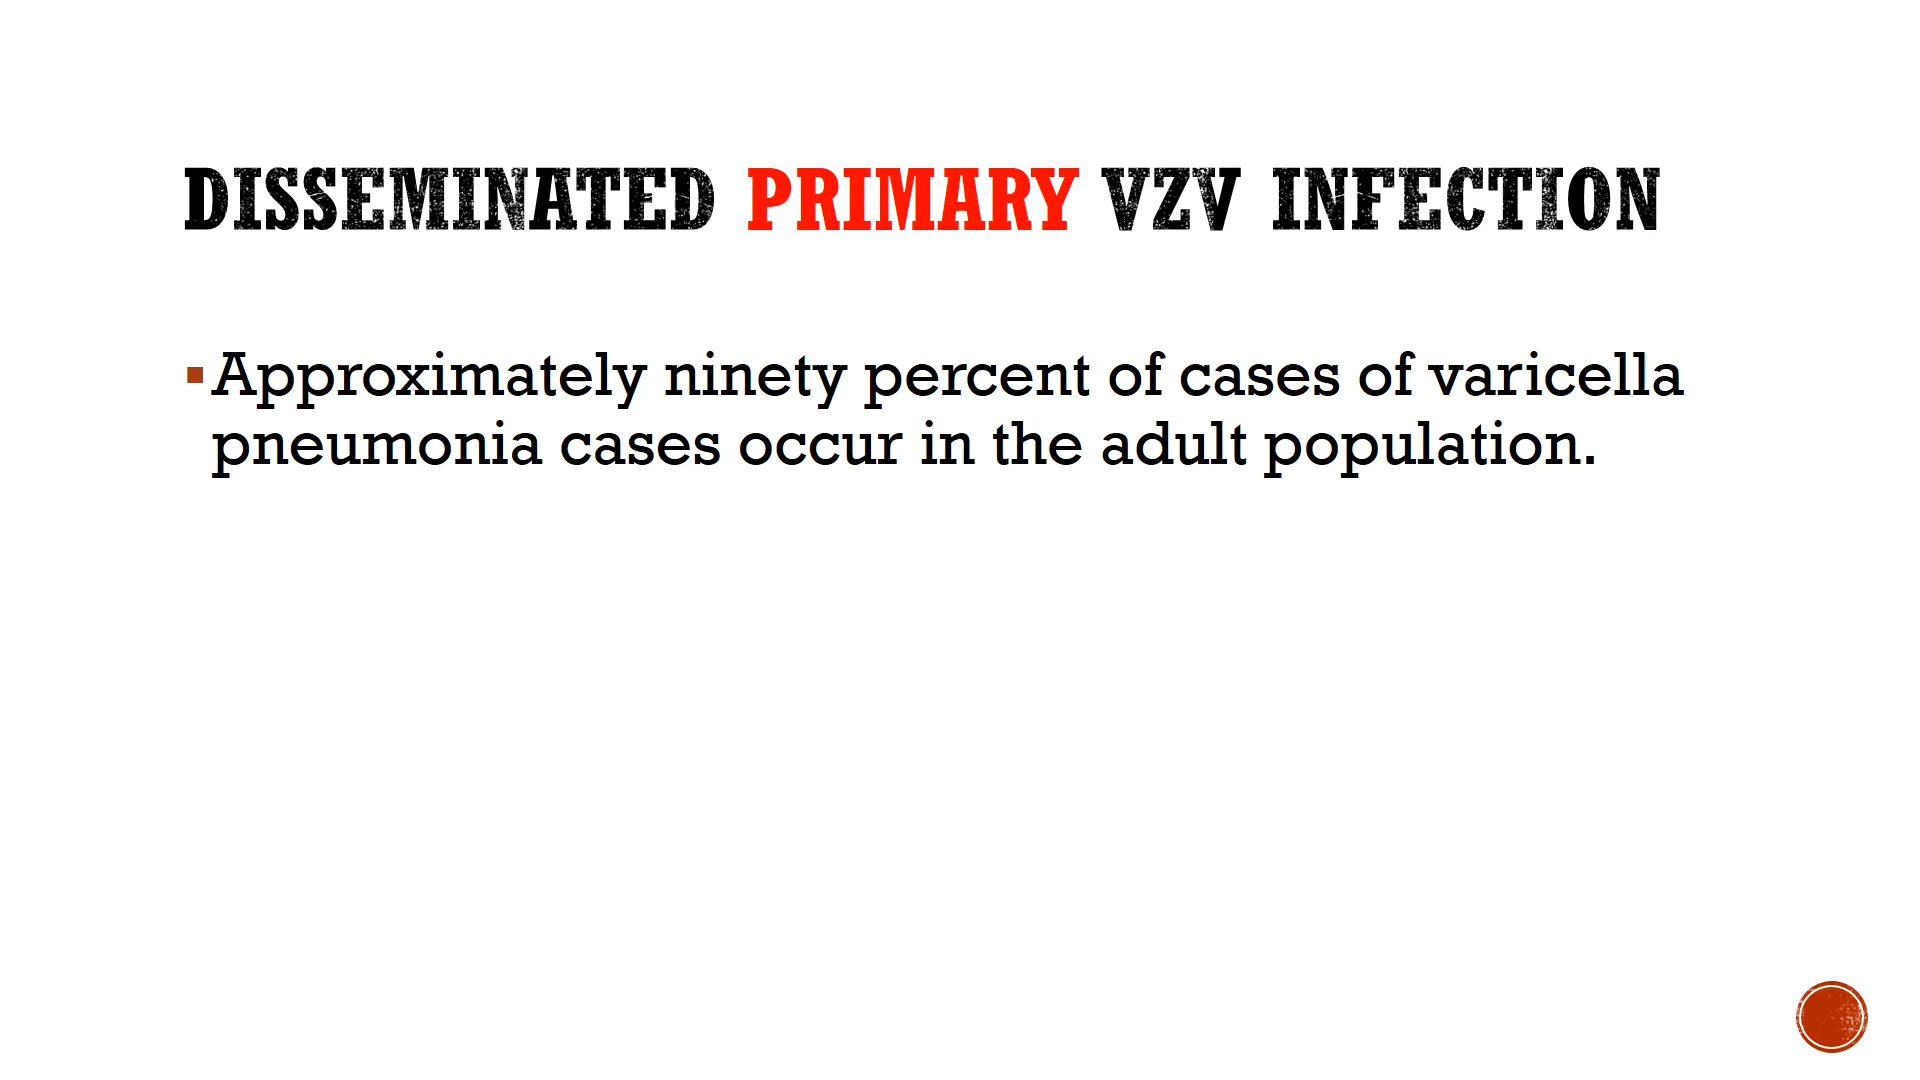 DISSEMINATED PRIMARY VZV INFECTION
▪Approximately ninety percent of cases of varicella
pneumonia cases occur in the adult population.